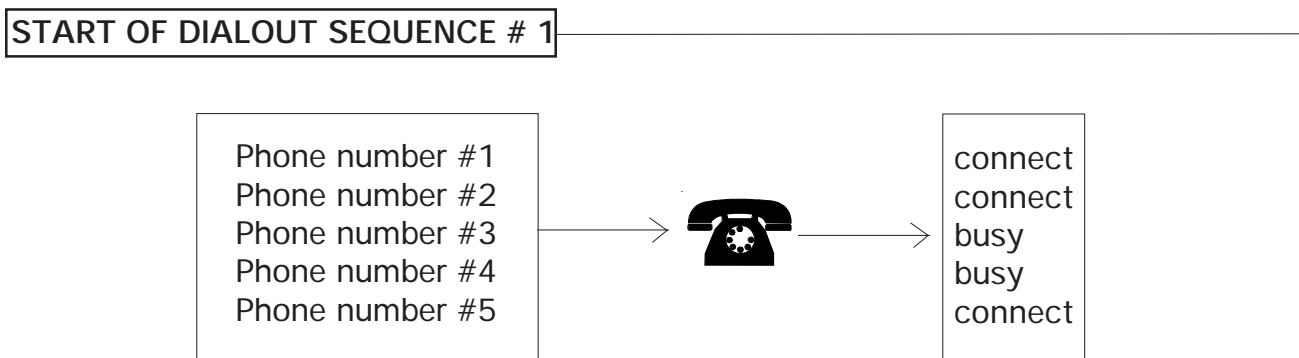 START OF DIALOUT SEQUENCE # 1
Phone number #1
Phone number #2
Phone number #3
Phone number #4
Phone number #5
connect
connect
busy
busy
connect